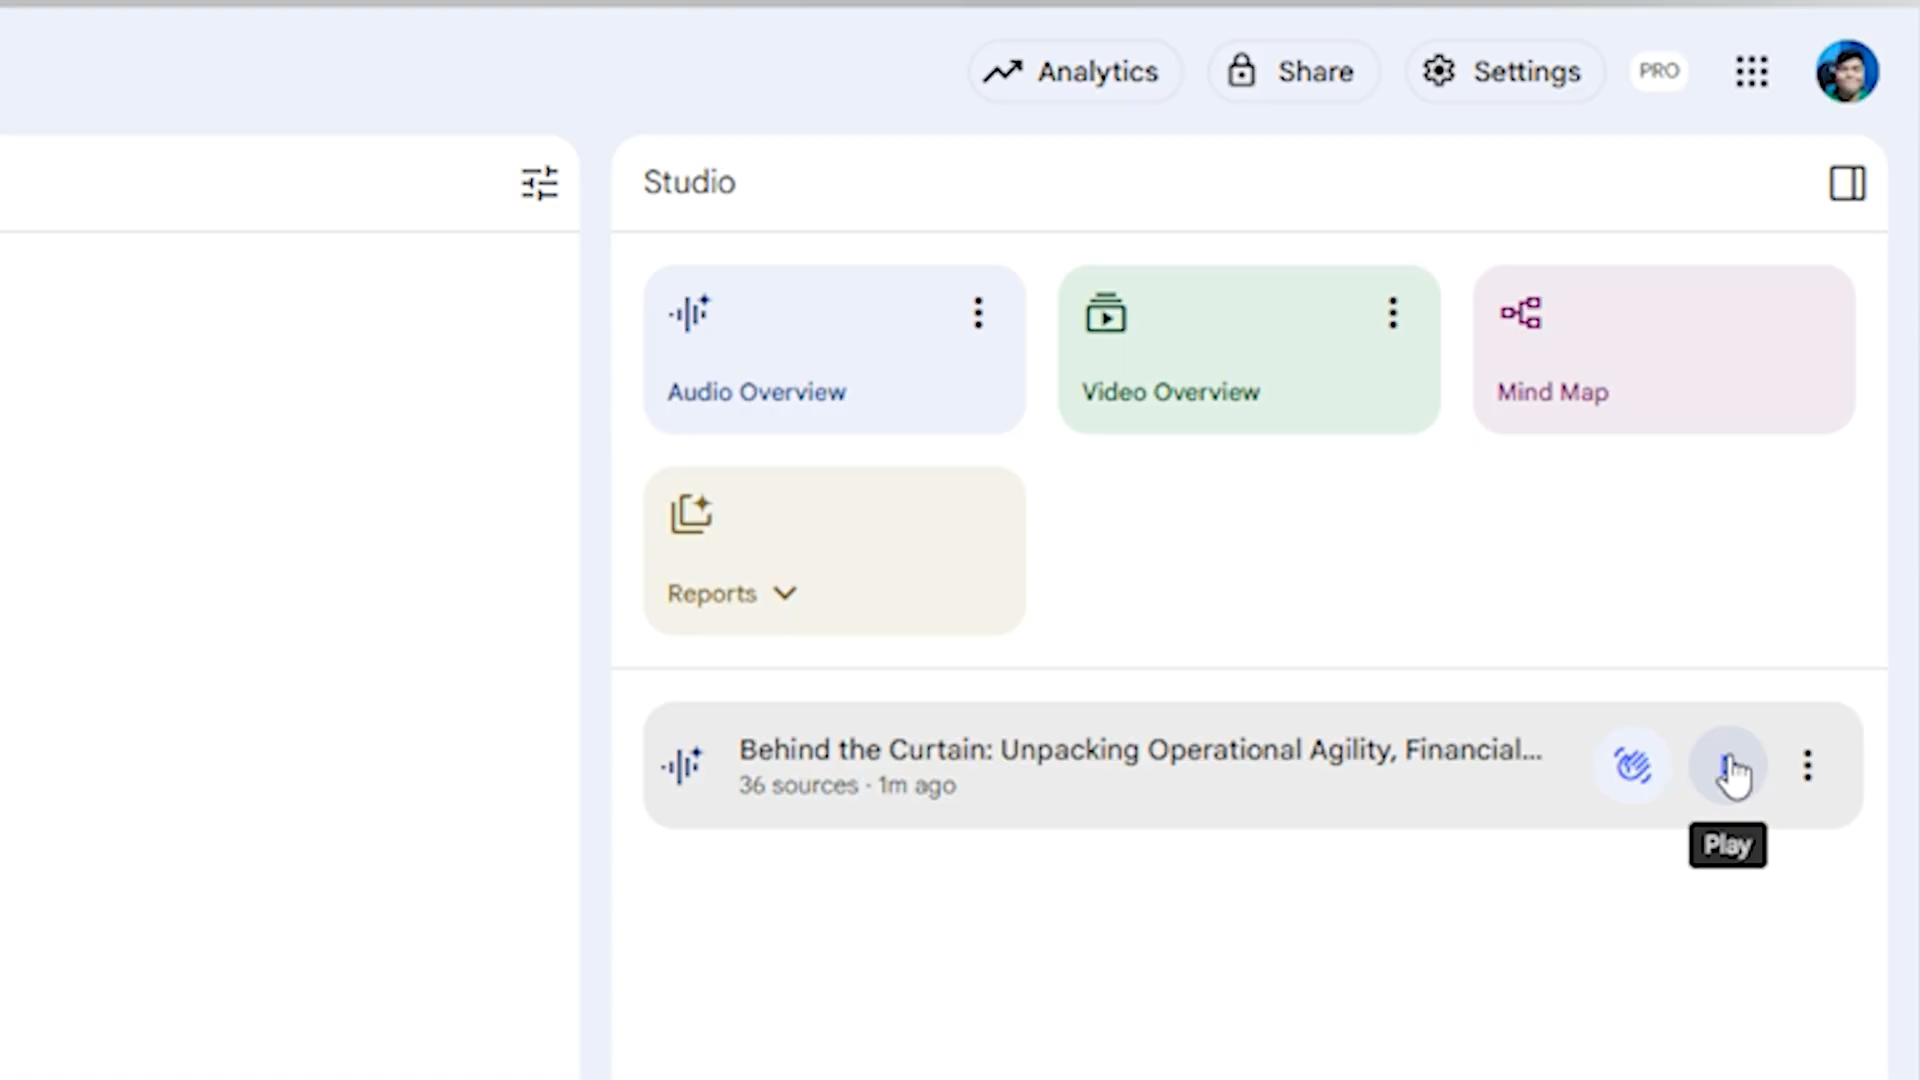 Analytics
Share
Settings
PRO
Studio
Audio Overview
Video Overview
Mind Map
Reports
Behind the Curtain: Unpacking Operational Agility, Financial...
36 sources · 1m ago
Play